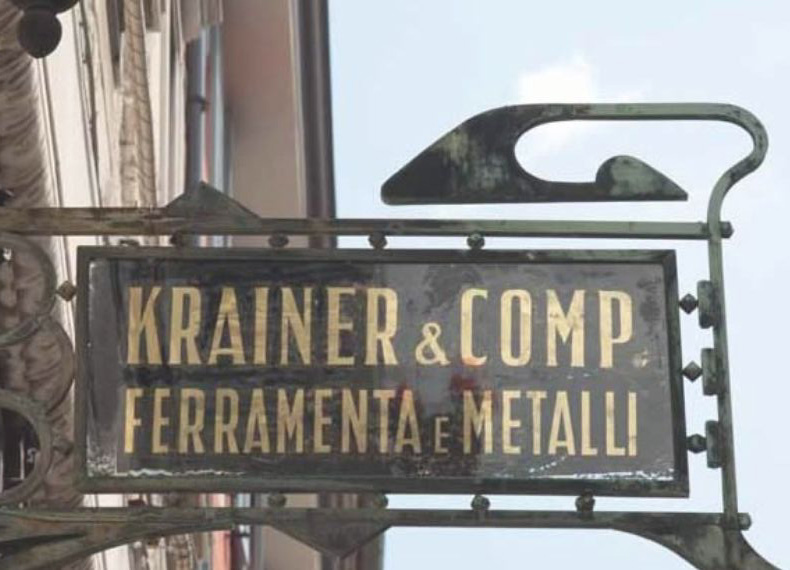 KRAINER & COMP.
FERRAMENTA E METALLI